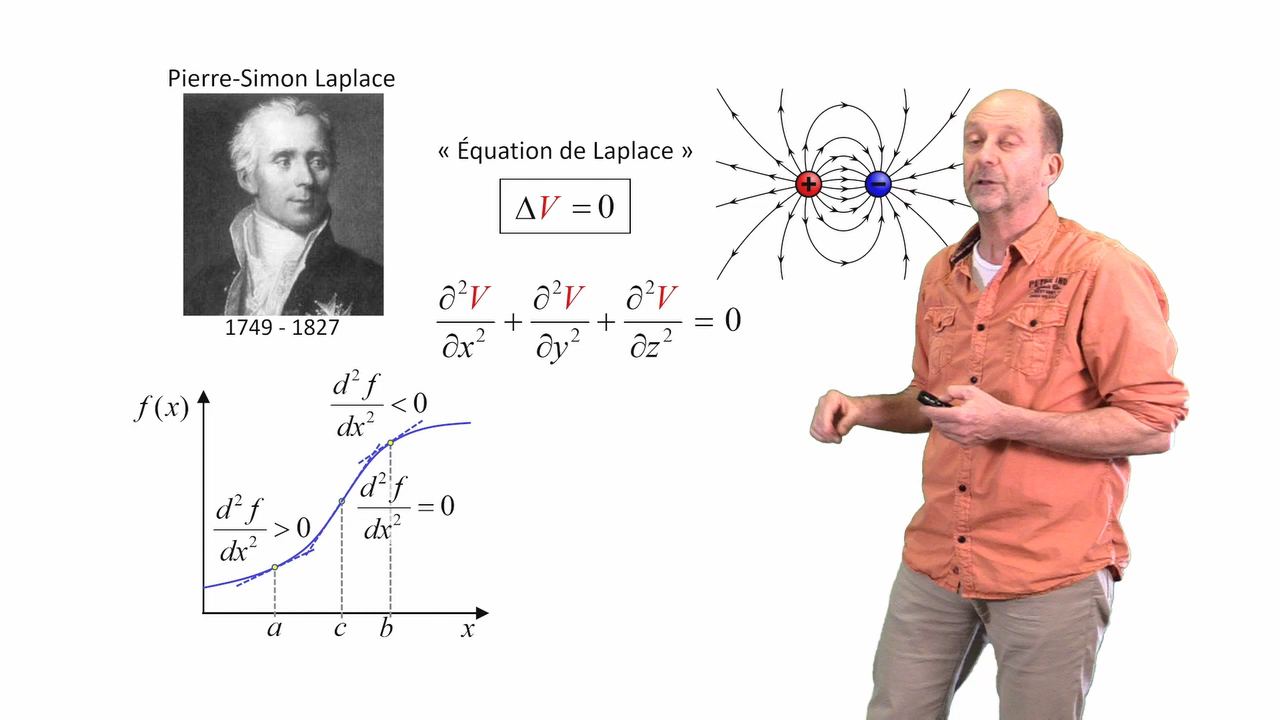 Pierre-Simon Laplace
1749 - 1827
« Équation de Laplace »
ΔV = 0
∂²V/∂x² + ∂²V/∂y² + ∂²V/∂z² = 0
+ −
f(x)
d²f/dx² < 0
d²f/dx² = 0
d²f/dx² > 0
a c b x